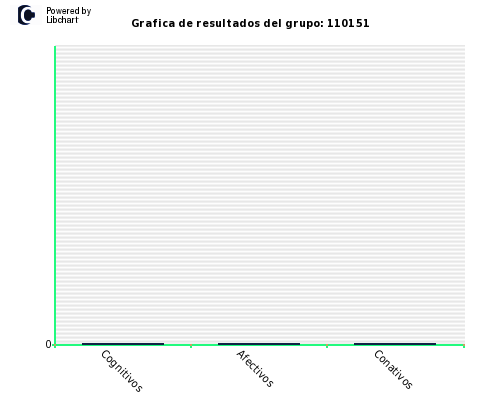 Powered by
Libchart
Grafica de resultados del grupo: 110151
0
Cognitivos
Afectivos
Conativos